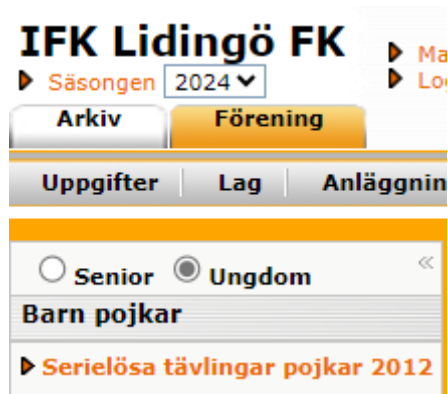 IFK Lidingö FK
Säsongen 2024
Arkiv Förening
Uppgifter Lag
Senior Ungdom «
Barn pojkar
Serielösa tävlingar pojkar 2012